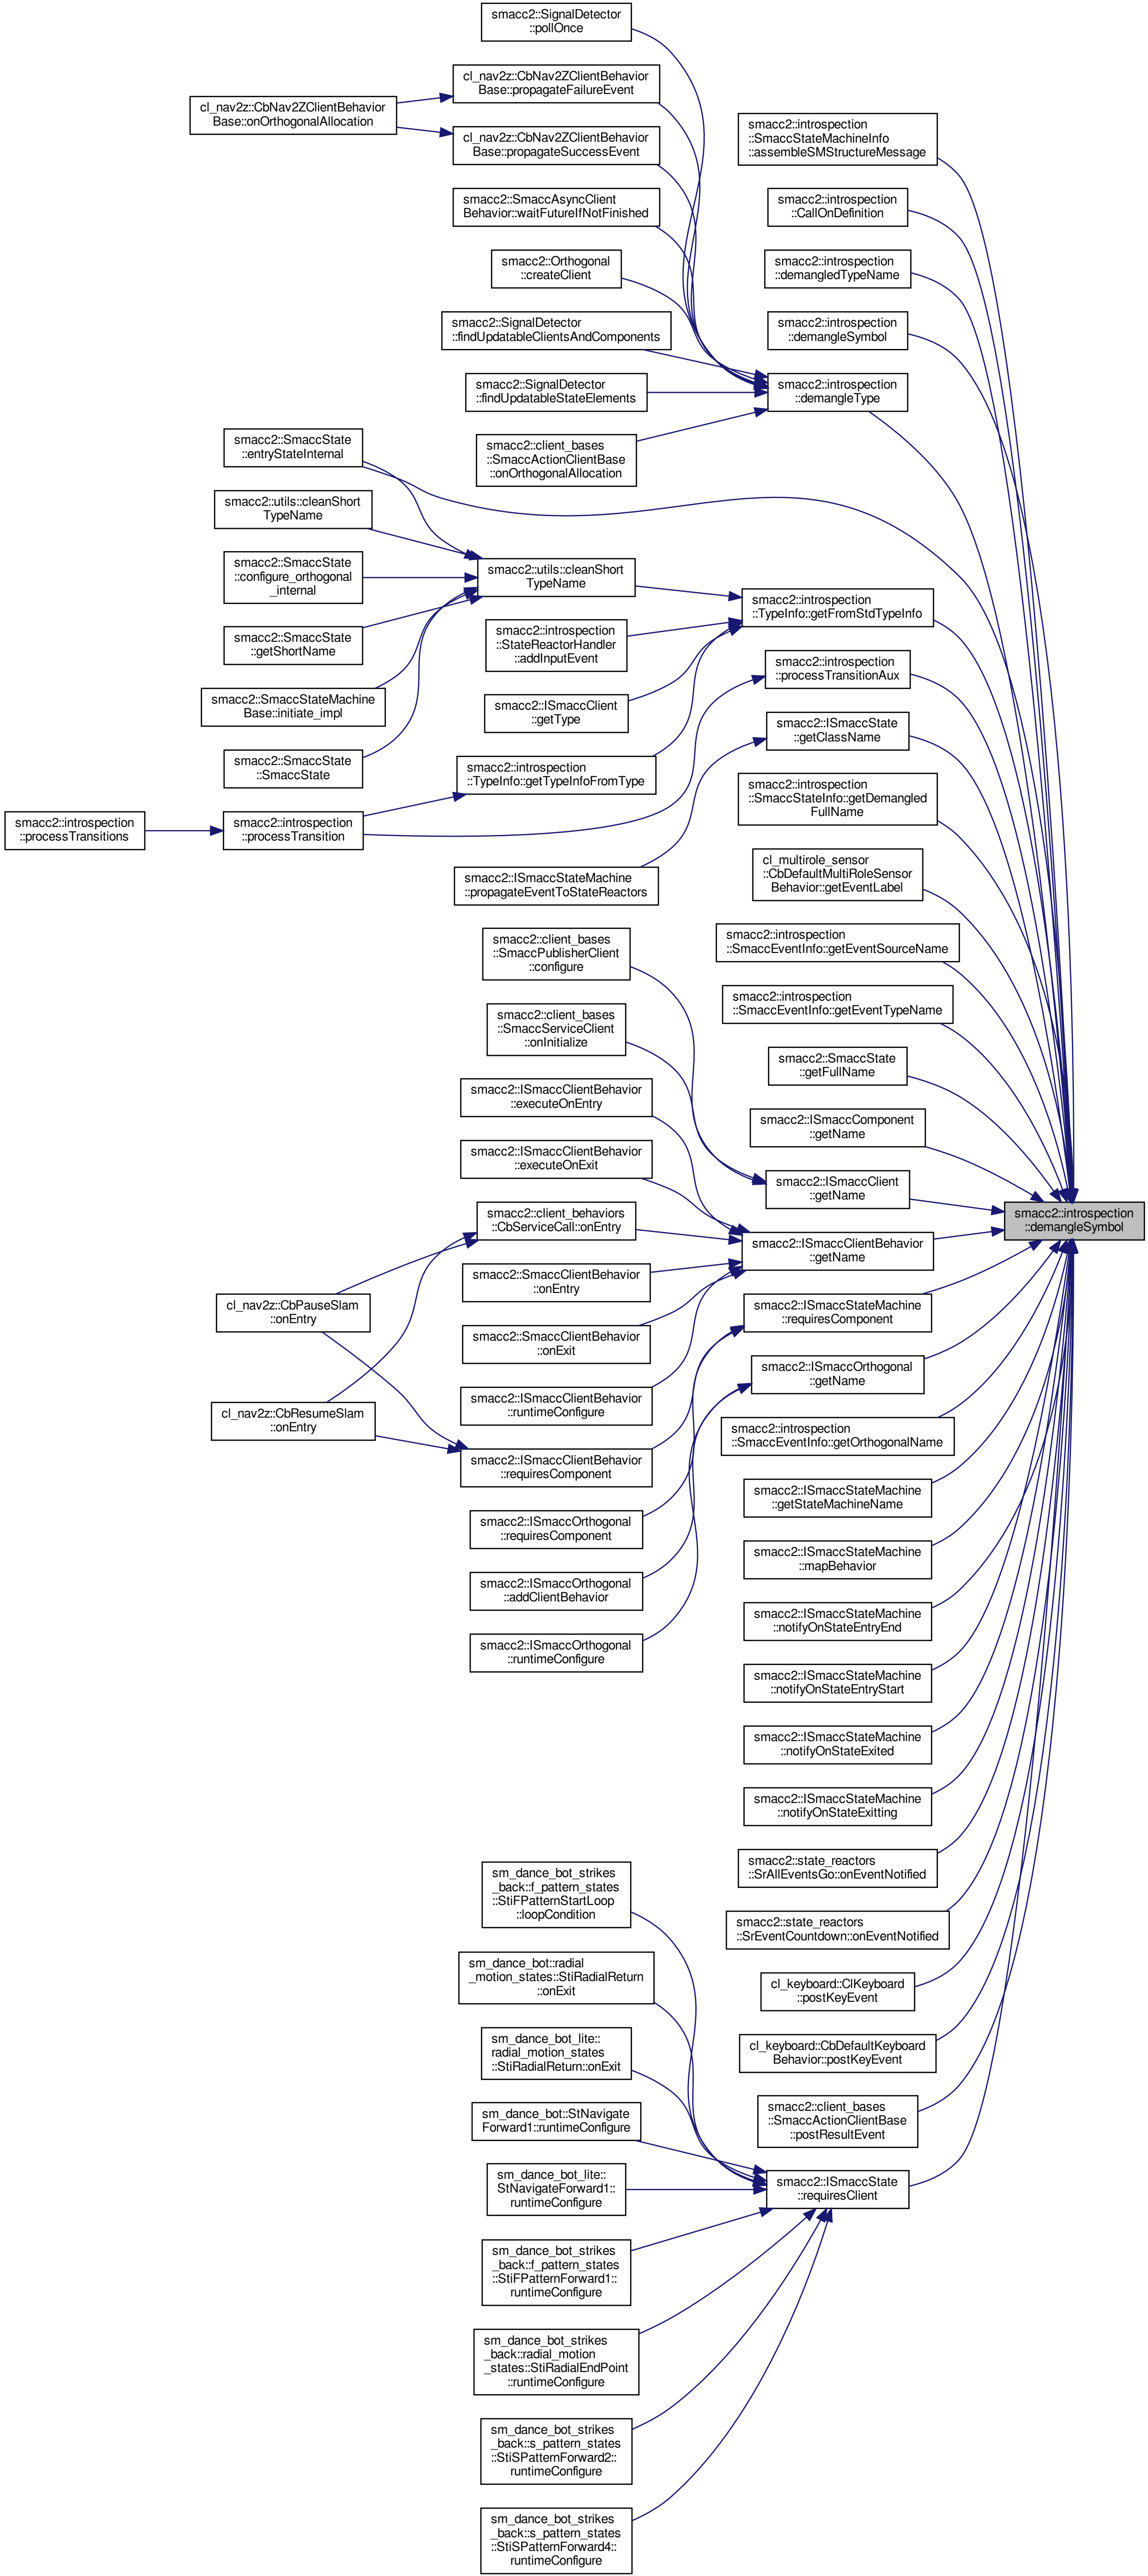 smacc2::SignalDetector
::pollOnce
cl_nav2z::CbNav2ZClientBehavior
Base::propagateFailureEvent
cl_nav2z::CbNav2ZClientBehavior
Base::onOrthogonalAllocation
cl_nav2z::CbNav2ZClientBehavior
Base::propagateSuccessEvent
smacc2::SmaccAsyncClient
Behavior::waitFutureIfNotFinished
smacc2::Orthogonal
::createClient
smacc2::SignalDetector
::findUpdatableClientsAndComponents
smacc2::SignalDetector
::findUpdatableStateElements
smacc2::client_bases
::SmaccActionClientBase
::onOrthogonalAllocation
smacc2::introspection
::SmaccStateMachineInfo
::assembleSMStructureMessage
smacc2::introspection
::CallOnDefinition
smacc2::introspection
::demangledTypeName
smacc2::introspection
::demangleSymbol
smacc2::introspection
::demangleType
smacc2::SmaccState
::entryStateInternal
smacc2::utils::cleanShort
TypeName
smacc2::SmaccState
::configure_orthogonal
_internal
smacc2::SmaccState
::getShortName
smacc2::SmaccStateMachine
Base::initiate_impl
smacc2::SmaccState
::SmaccState
smacc2::introspection
::processTransitions
smacc2::introspection
::processTransition
smacc2::utils::cleanShort
TypeName
smacc2::introspection
::StateReactorHandler
::addInputEvent
smacc2::ISmaccClient
::getType
smacc2::introspection
::TypeInfo::getTypeInfoFromType
smacc2::ISmaccStateMachine
::propagateEventToStateReactors
smacc2::introspection
::TypeInfo::getFromStdTypeInfo
smacc2::introspection
::processTransitionAux
smacc2::ISmaccState
::getClassName
smacc2::introspection
::SmaccStateInfo::getDemangled
FullName
cl_multirole_sensor
::CbDefaultMultiRoleSensor
Behavior::getEventLabel
smacc2::introspection
::SmaccEventInfo::getEventSourceName
smacc2::introspection
::SmaccEventInfo::getEventTypeName
smacc2::SmaccState
::getFullName
smacc2::ISmaccComponent
::getName
smacc2::ISmaccClient
::getName
smacc2::introspection
::demangleSymbol
smacc2::client_bases
::SmaccPublisherClient
::configure
smacc2::client_bases
::SmaccServiceClient
::onInitialize
smacc2::ISmaccClientBehavior
::executeOnEntry
smacc2::ISmaccClientBehavior
::executeOnExit
smacc2::client_behaviors
::CbServiceCall::onEntry
smacc2::SmaccClientBehavior
::onEntry
smacc2::SmaccClientBehavior
::onExit
smacc2::ISmaccClientBehavior
::runtimeConfigure
smacc2::ISmaccClientBehavior
::requiresComponent
smacc2::ISmaccOrthogonal
::requiresComponent
smacc2::ISmaccOrthogonal
::addClientBehavior
smacc2::ISmaccOrthogonal
::runtimeConfigure
cl_nav2z::CbPauseSlam
::onEntry
cl_nav2z::CbResumeSlam
::onEntry
smacc2::ISmaccClientBehavior
::getName
smacc2::ISmaccStateMachine
::requiresComponent
smacc2::ISmaccOrthogonal
::getName
smacc2::introspection
::SmaccEventInfo::getOrthogonalName
smacc2::ISmaccStateMachine
::getStateMachineName
smacc2::ISmaccStateMachine
::mapBehavior
smacc2::ISmaccStateMachine
::notifyOnStateEntryEnd
smacc2::ISmaccStateMachine
::notifyOnStateEntryStart
smacc2::ISmaccStateMachine
::notifyOnStateExited
smacc2::ISmaccStateMachine
::notifyOnStateExitting
smacc2::state_reactors
::SrAllEventsGo::onEventNotified
smacc2::state_reactors
::SrEventCountdown::onEventNotified
cl_keyboard::ClKeyboard
::postKeyEvent
cl_keyboard::CbDefaultKeyboard
Behavior::postKeyEvent
smacc2::client_bases
::SmaccActionClientBase
::postResultEvent
smacc2::ISmaccState
::requiresClient
sm_dance_bot_strikes
_back::f_pattern_states
::StiFPatternStartLoop
::loopCondition
sm_dance_bot::radial
_motion_states::StiRadialReturn
::onExit
sm_dance_bot_lite::
radial_motion_states
::StiRadialReturn::onExit
sm_dance_bot::StNavigate
Forward1::runtimeConfigure
sm_dance_bot_lite::
StNavigateForward1::
runtimeConfigure
sm_dance_bot_strikes
_back::f_pattern_states
::StiFPatternForward1::
runtimeConfigure
sm_dance_bot_strikes
_back::radial_motion
_states::StiRadialEndPoint
::runtimeConfigure
sm_dance_bot_strikes
_back::s_pattern_states
::StiSPatternForward2::
runtimeConfigure
sm_dance_bot_strikes
_back::s_pattern_states
::StiSPatternForward4::
runtimeConfigure